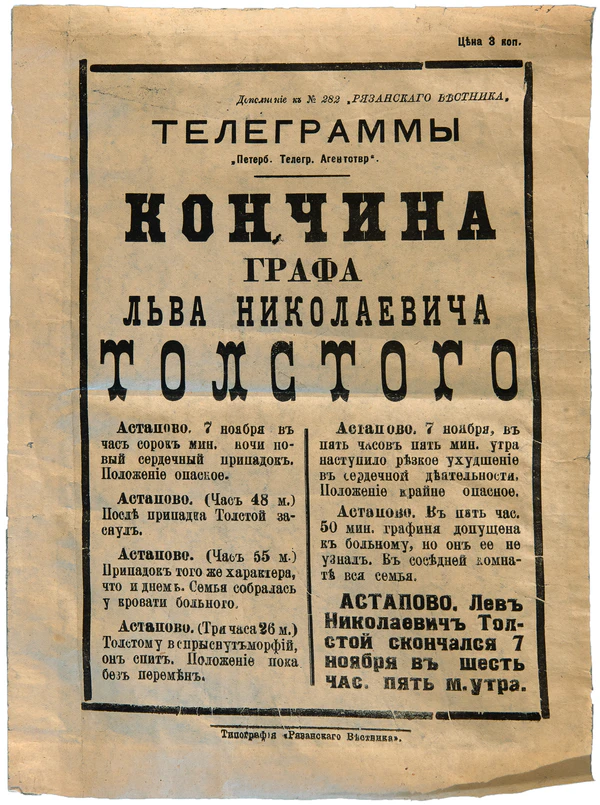 Цѣна 3 коп.
Дополненіе къ № 282 „РЯЗАНСКАГО ВѢСТНИКА„
ТЕЛЕГРАММЫ
„Петерб. Телегр. Агентства“.
КОНЧИНА
ГРАФА
ЛЬВА НИКОЛАЕВИЧА
ТОЛСТОГО
Астапово. 7 ноября въ
часъ сорок мин. ночи но-
вый сердечный припадокъ.
Положеніе опаское.
Астапово. (Часъ 48 м.)
Послѣ припадка Толстой за-
снулъ.
Астапово. (Часъ 55 м.)
Припадок того же характера,
что и днемъ. Семья собралась
у кровати больного.
Астапово. (Три часа 26 м.)
Толстому вспрыснутъ морфій,
онъ спитъ. Положеніе пока
безъ перемѣнъ.
Астапово. 7 ноября, въ
пять часовъ пять мин. утра
наступило рѣзкое ухудшеніе
въ сердечной дѣятельности.
Положеніе крайне опасное.
Астапово. Въ пять час.
50 мин. графиня допущена
къ больному, но онъ ее не
узналъ. Въ сосѣдней комна-
тѣ вся семья.
АСТАПОВО. Левъ
Николаевичъ Тол-
стой скончался 7
ноября въ шесть
час. пять м. утра.
Типографія «Рязанскаго Вѣстника».